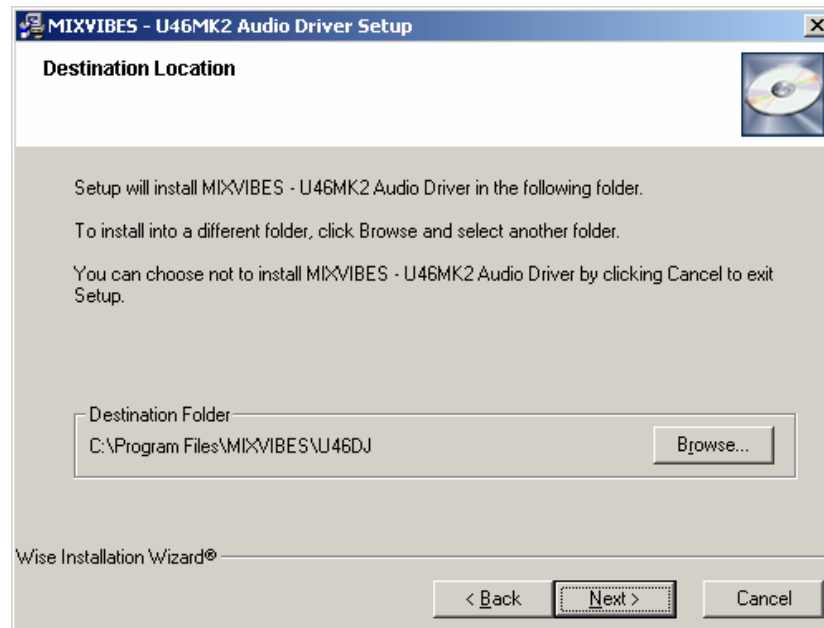 MIXVIBES - U46MK2 Audio Driver Setup
Destination Location
Setup will install MIXVIBES - U46MK2 Audio Driver in the following folder.
To install into a different folder, click Browse and select another folder.
You can choose not to install MIXVIBES - U46MK2 Audio Driver by clicking Cancel to exit
Setup.
Destination Folder
C:\Program Files\MIXVIBES\U46DJ
Browse...
Wise Installation Wizard®
< Back
Next >
Cancel